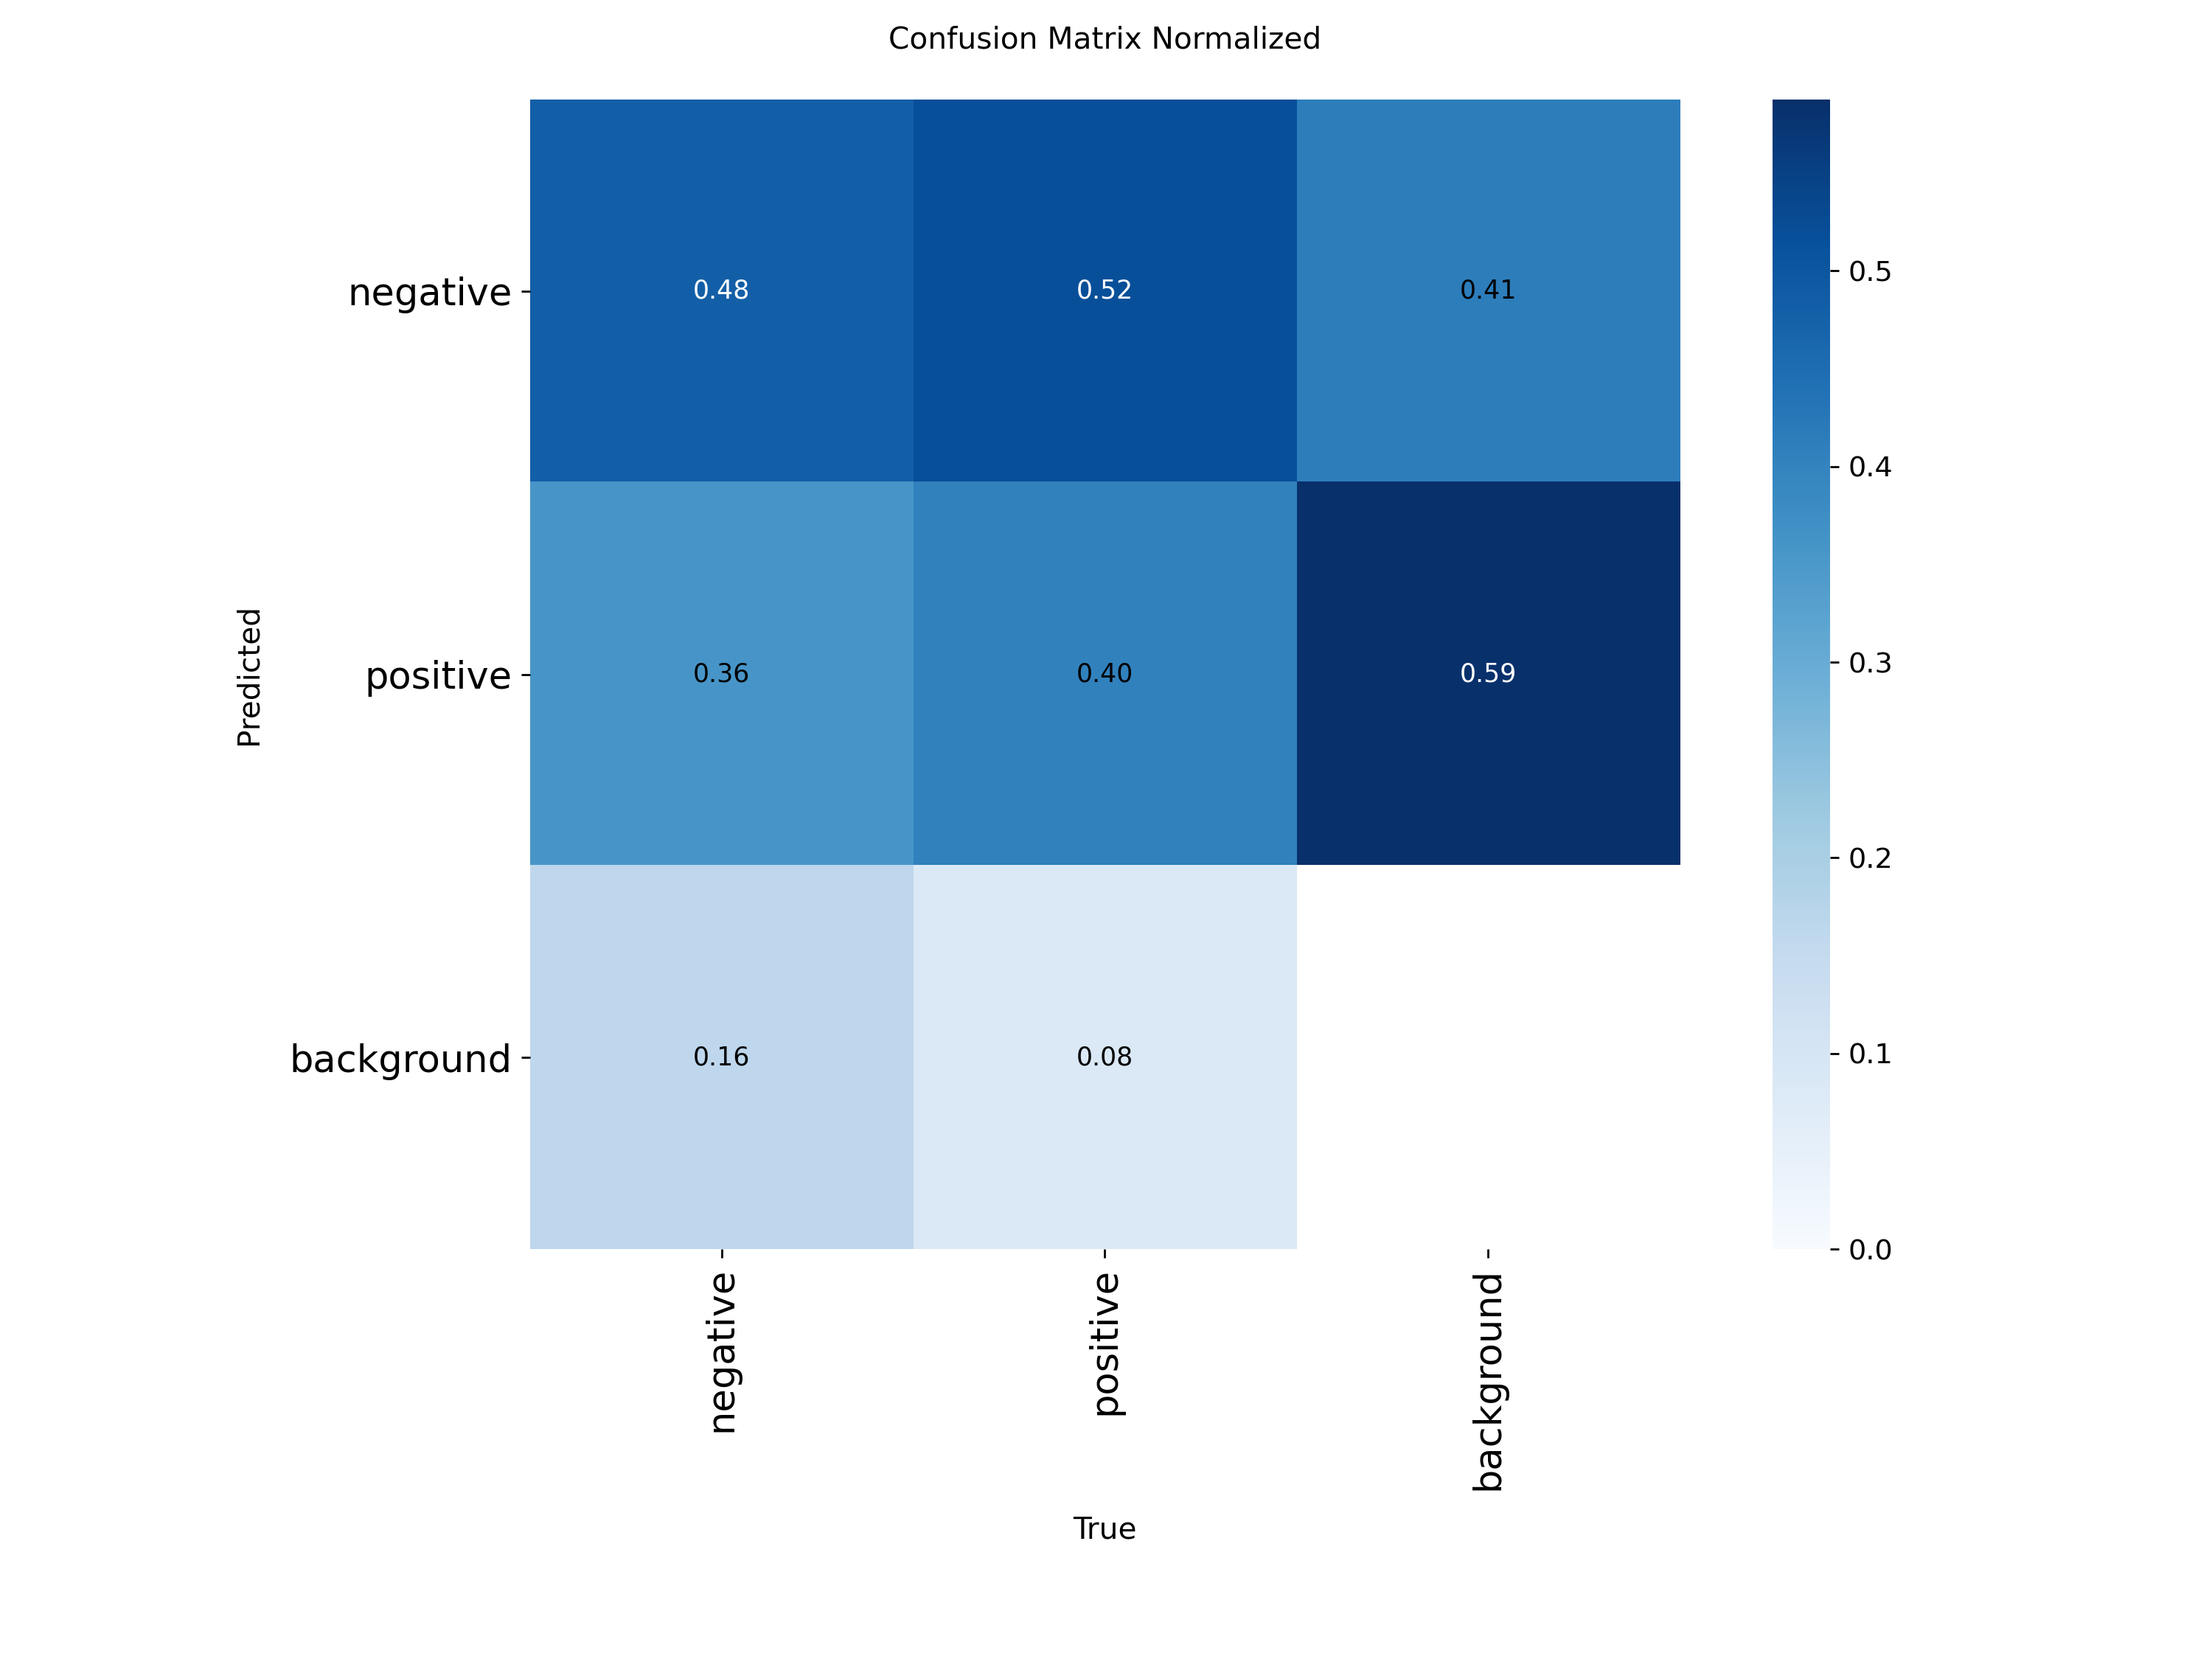 Confusion Matrix Normalized
negative
0.48
0.52
0.41
positive
0.36
0.40
0.59
background
0.16
0.08
negative
positive
background
Predicted
True
0.5
0.4
0.3
0.2
0.1
0.0